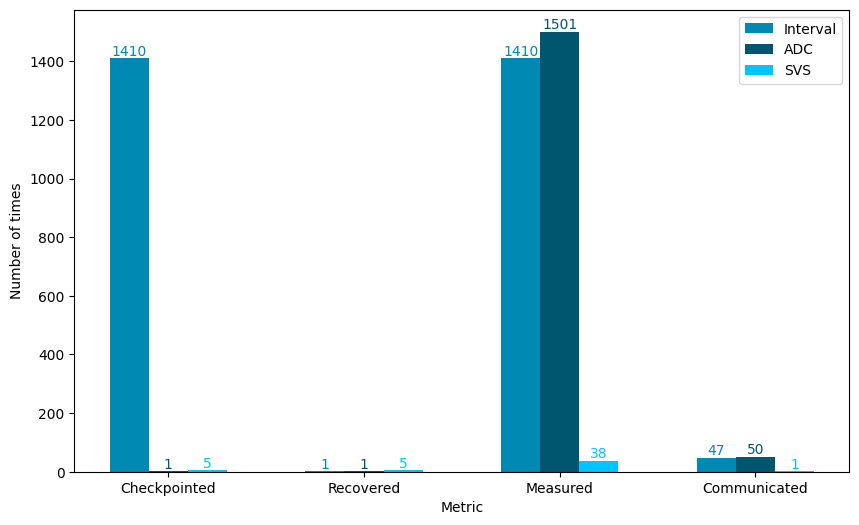 Number of times
1400
1200
1000
800
600
400
200
0
1410
1
5
1
1
5
1410
1501
38
47
50
1
Interval
ADC
SVS
Checkpointed
Recovered
Measured
Communicated
Metric